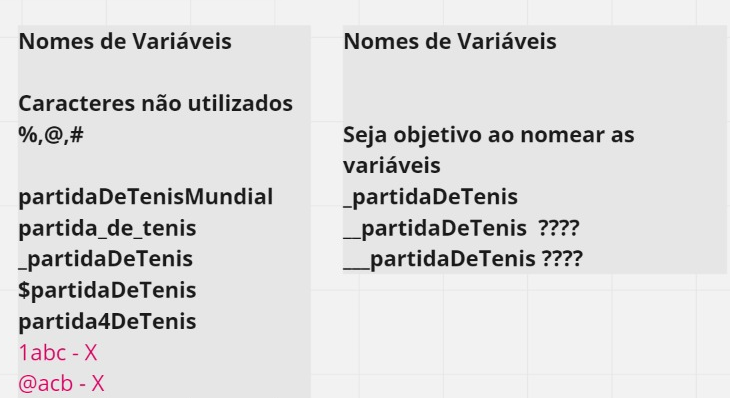 Nomes de Variáveis
Caracteres não utilizados
%,@,#
partidaDeTenisMundial
partida_de_tenis
_partidaDeTenis
$partidaDeTenis
partida4DeTenis
1abc - X
@acb - X
Nomes de Variáveis
Seja objetivo ao nomear as
variáveis
_partidaDeTenis
__partidaDeTenis  ????
___partidaDeTenis ????